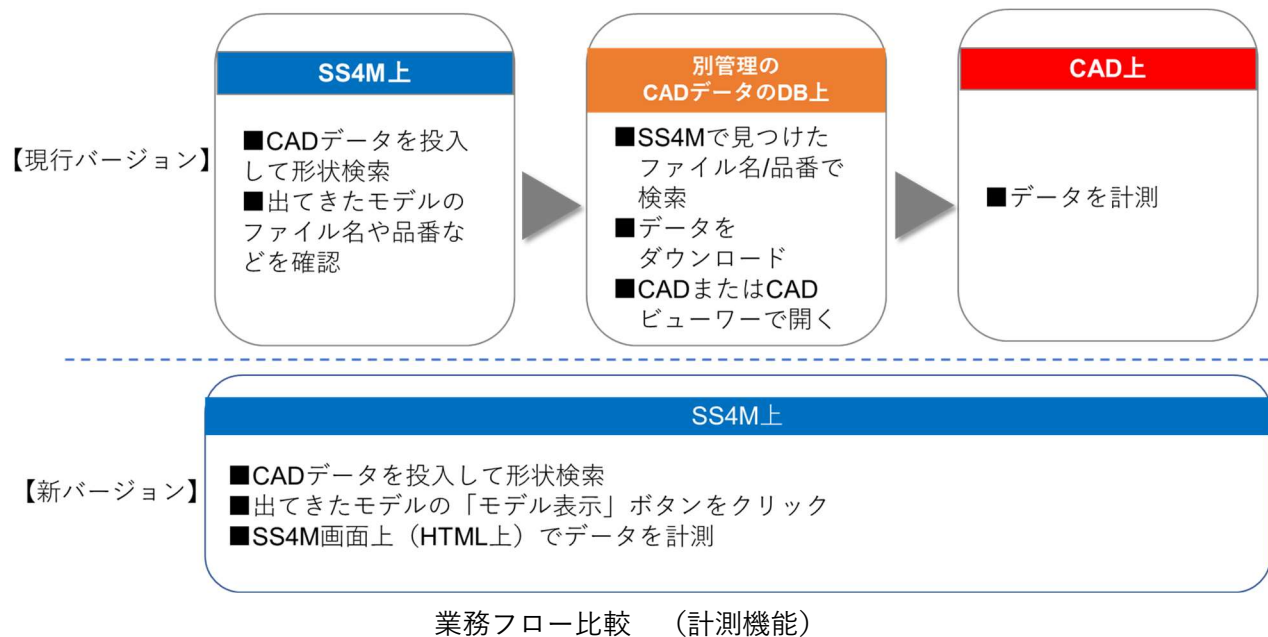 SS4M上
別管理の
CADデータのDB上
CAD上
【現行バージョン】
■CADデータを投入
して形状検索
■出てきたモデルの
ファイル名や品番な
どを確認
■SS4Mで見つけた
ファイル名/品番で
検索
■データを
ダウンロード
■CADまたはCAD
ビューワーで開く
■データを計測
SS4M上
【新バージョン】
■CADデータを投入して形状検索
■出てきたモデルの「モデル表示」ボタンをクリック
■SS4M画面上（HTML上）でデータを計測
業務フロー比較　（計測機能）